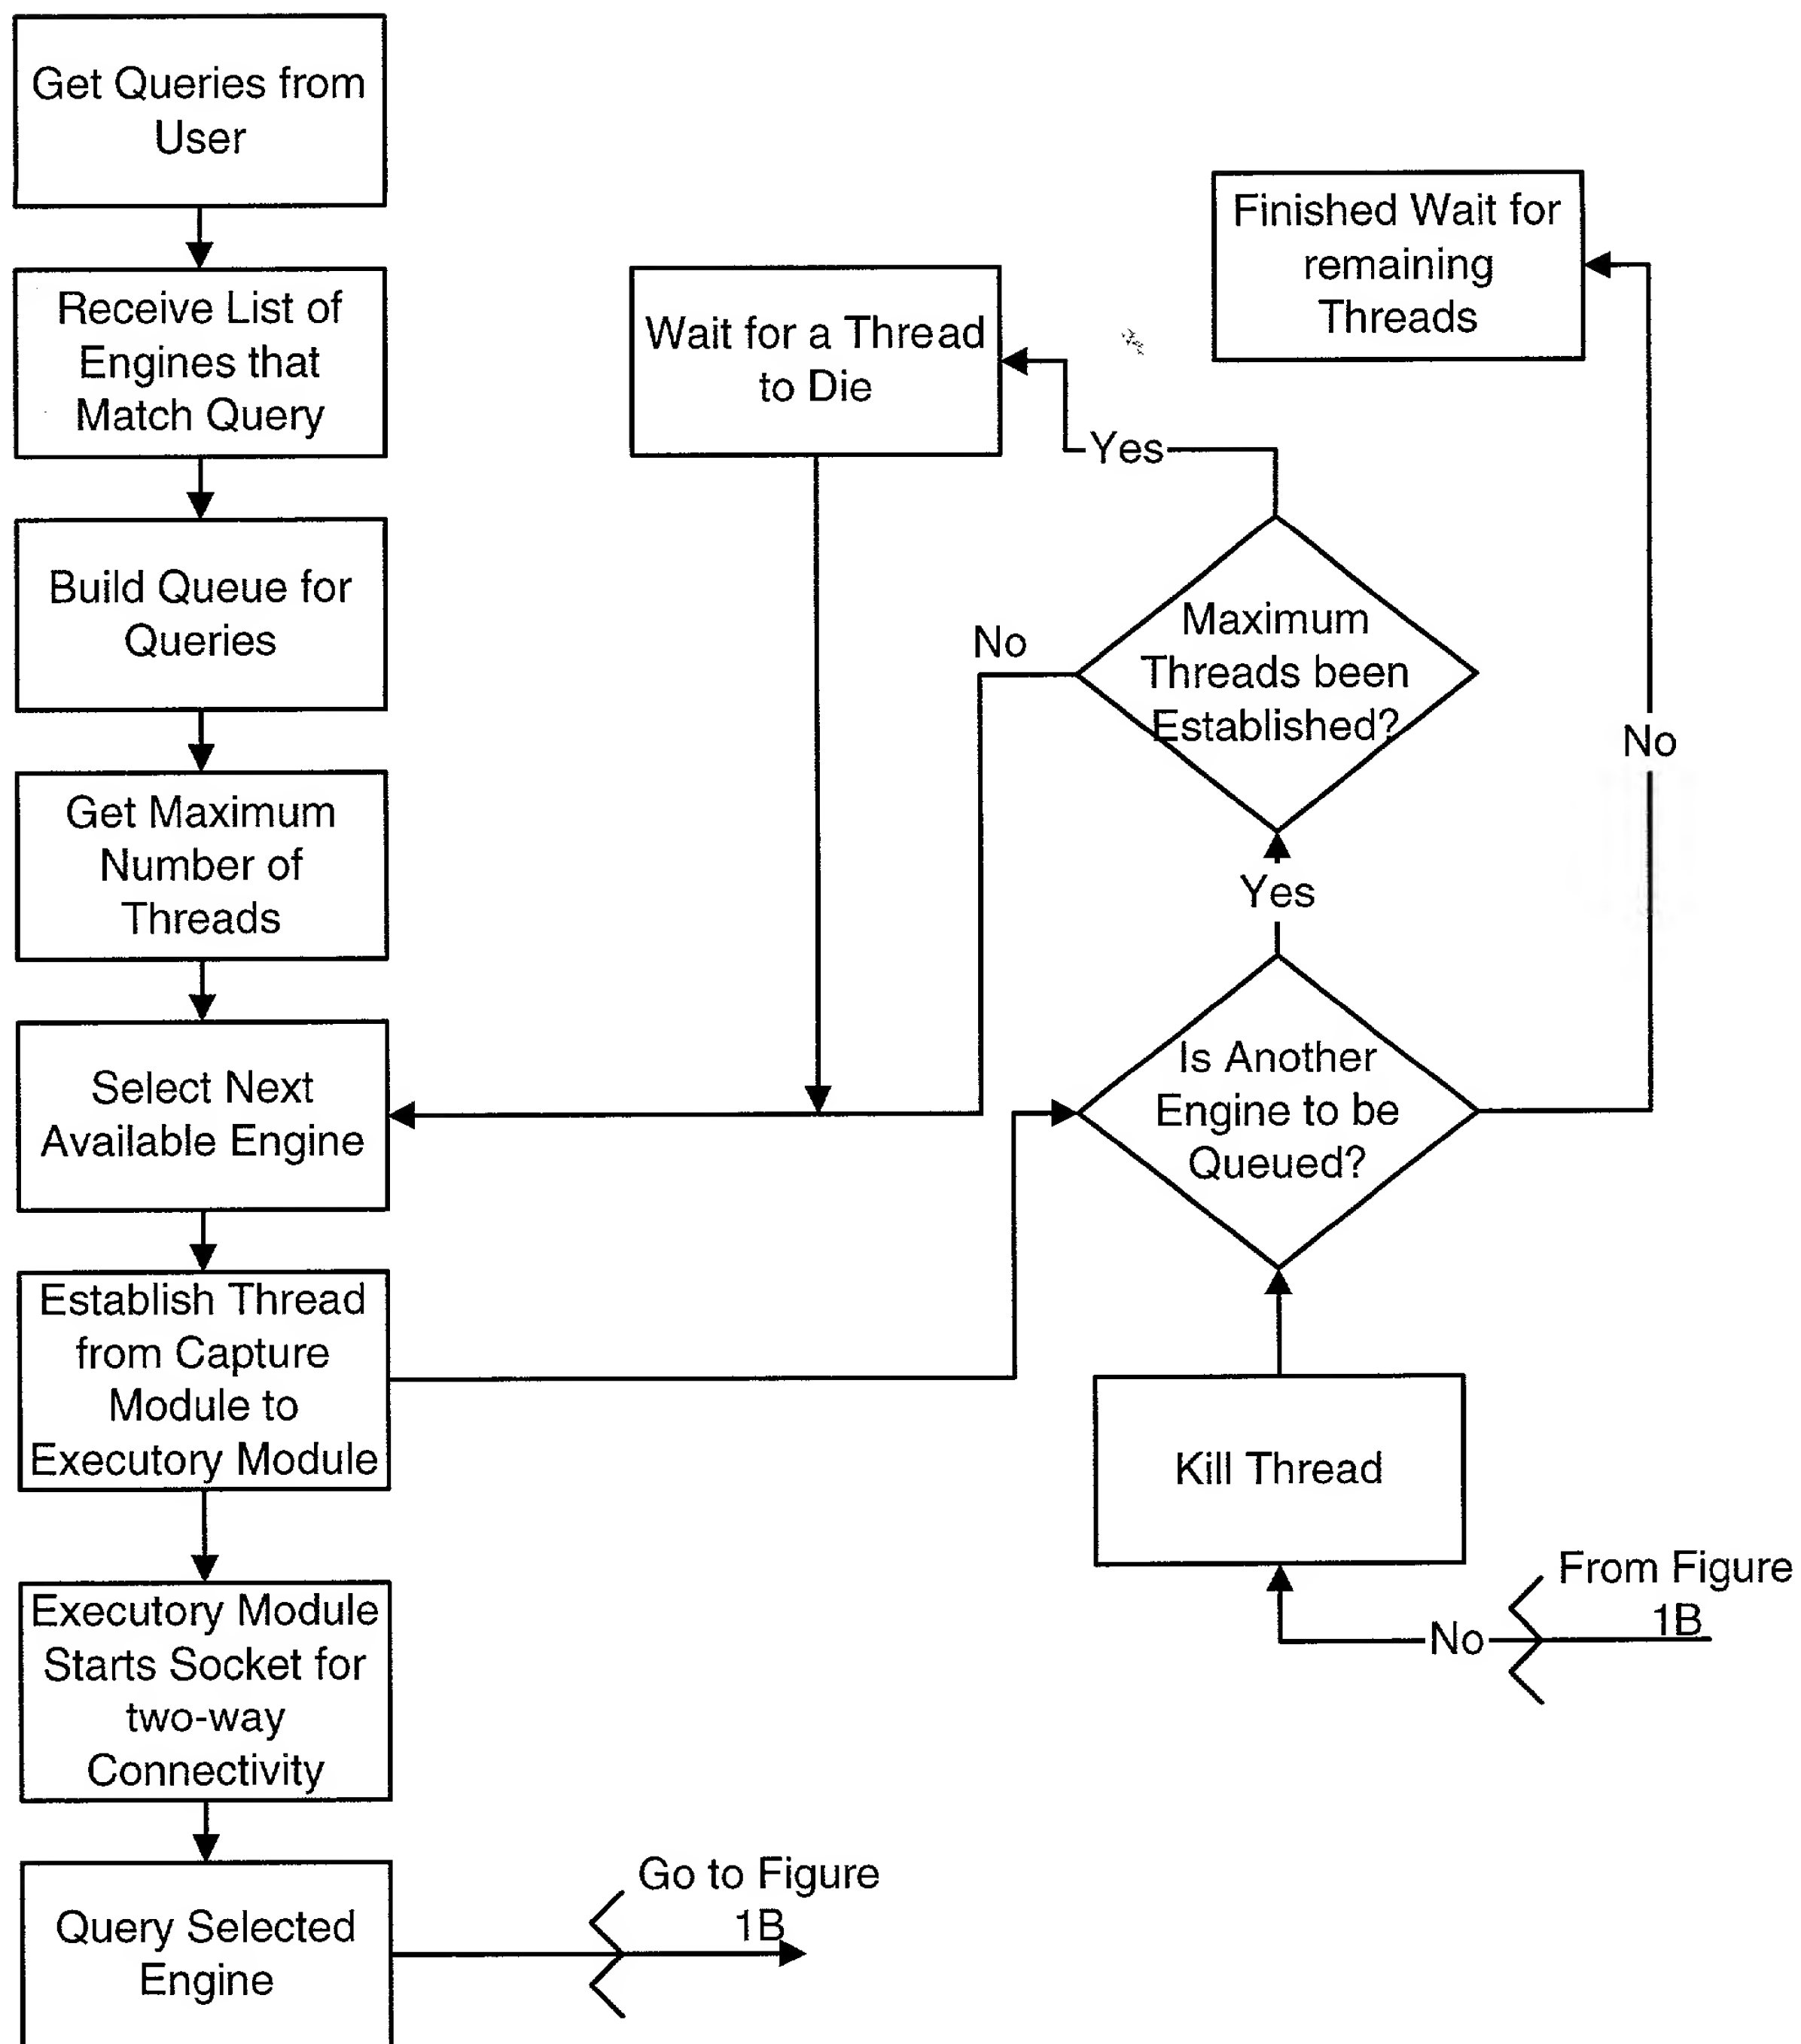 Get Queries from
User
Receive List of
Engines that
Match Query
Build Queue for
Queries
Get Maximum
Number of
Threads
Select Next
Available Engine
Establish Thread
from Capture
Module to
Executory Module
Executory Module
Starts Socket for
two-way
Connectivity
Query Selected
Engine
Go to Figure
1B
Wait for a Thread
to Die
Finished Wait for
remaining
Threads
Yes
Maximum
Threads been
Established?
No
No
Yes
Is Another
Engine to be
Queued?
Kill Thread
No
From Figure
1B